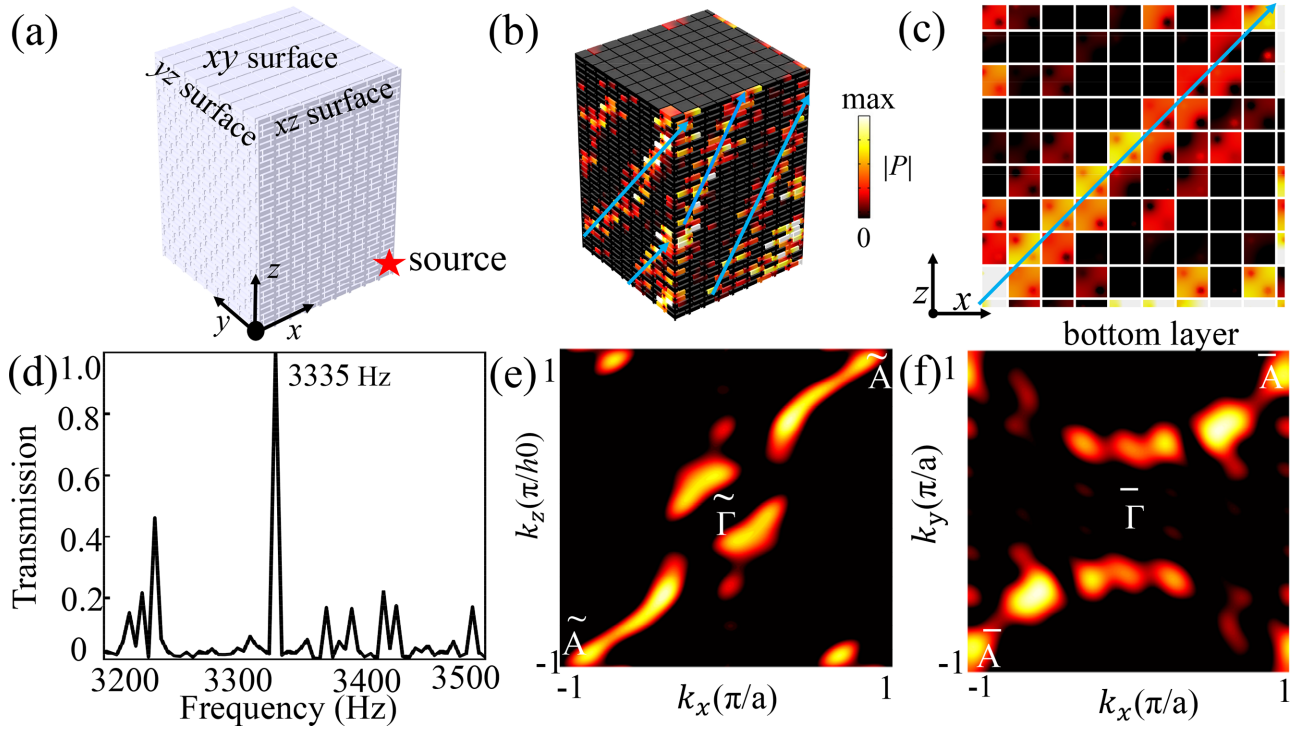 (a)
xy surface
yz surface
xz surface
source
z
y
x
(b)
max
|P|
0
(c)
z
x
bottom layer
(d)
Transmission
1.0
0.8
0.6
0.4
0.2
0
3335 Hz
3200
3300
3400
3500
Frequency (Hz)
(e)
1
Ã
k_z(π/h0)
Γ̃
Ã
-1
-1
1
k_x(π/a)
(f)
1
Ā
k_y(π/a)
Γ̄
Ā
-1
-1
1
k_x(π/a)